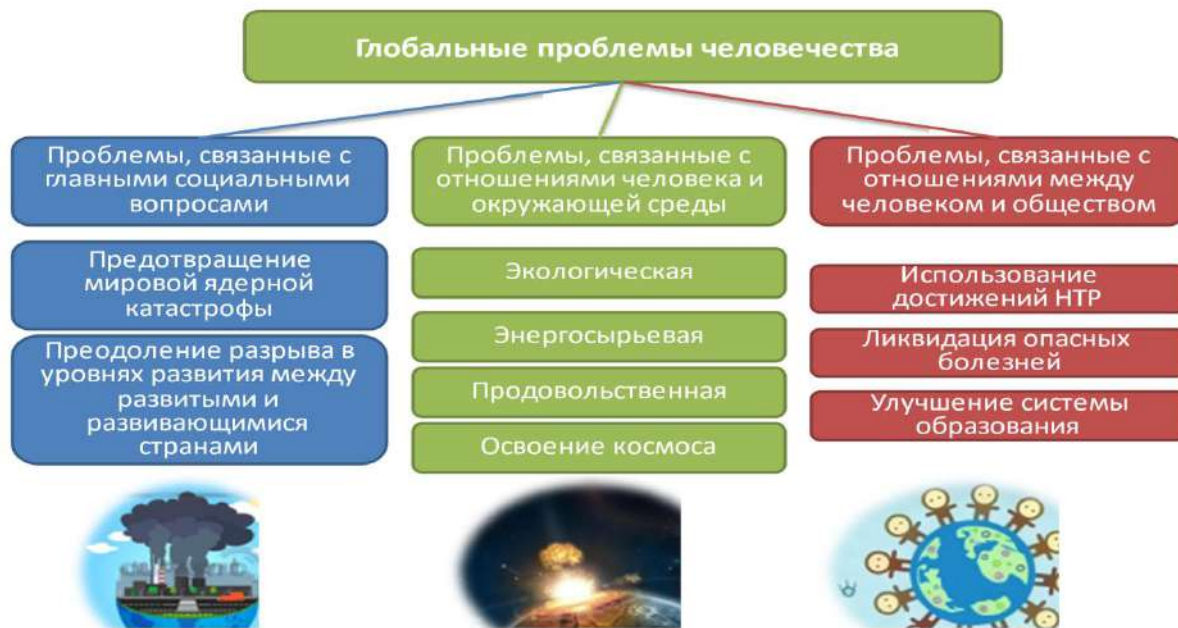 Глобальные проблемы человечества
Проблемы, связанные с
главными социальными
вопросами
Предотвращение
мировой ядерной
катастрофы
Преодоление разрыва в
уровнях развития между
развитыми и
развивающимися
странами
Проблемы, связанные с
отношениями человека и
окружающей среды
Экологическая
Энергосырьевая
Продовольственная
Освоение космоса
Проблемы, связанные с
отношениями между
человеком и обществом
Использование
достижений НТР
Ликвидация опасных
болезней
Улучшение системы
образования